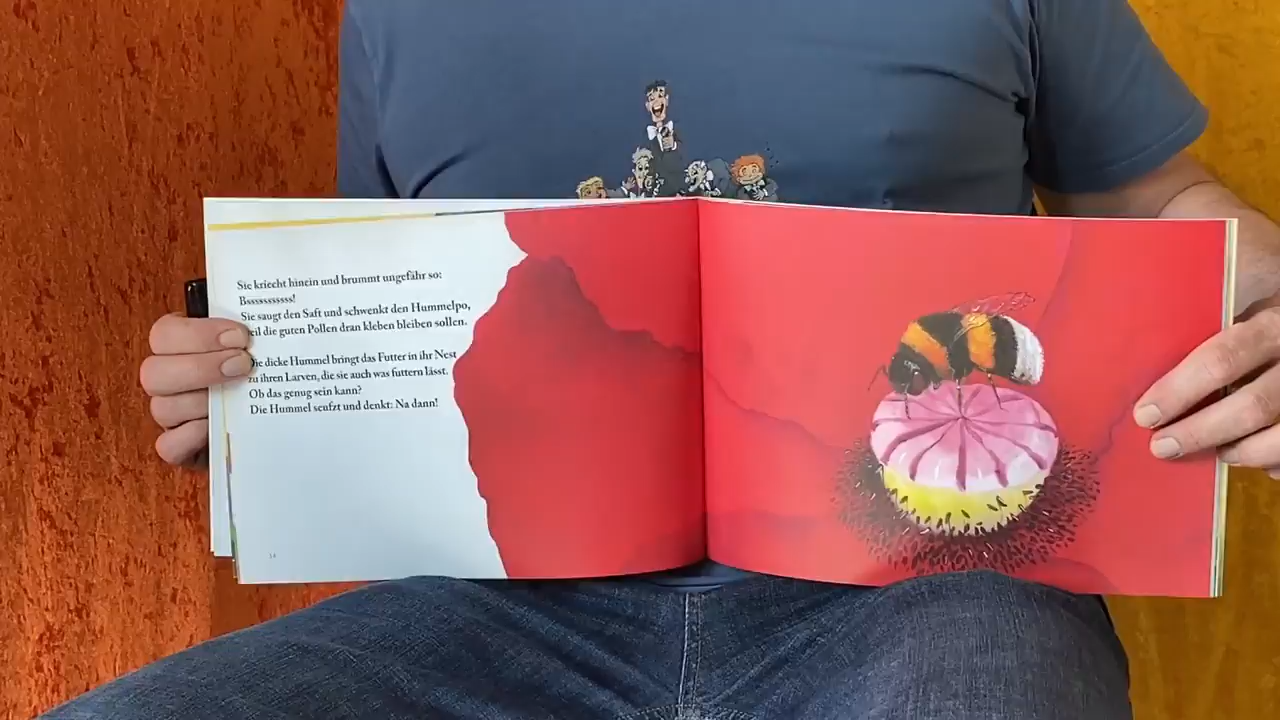 Sie kriecht hinein und brummt ungefähr so:
Bsssssssssss!
Sie saugt den Saft und schwenkt den Hummelpo,
weil die guten Pollen dran kleben bleiben sollen.
Die dicke Hummel bringt das Futter in ihr Nest
zu ihren Larven, die sie auch was futtern lässt.
Ob das genug sein kann?
Die Hummel seufzt und denkt: Na dann!